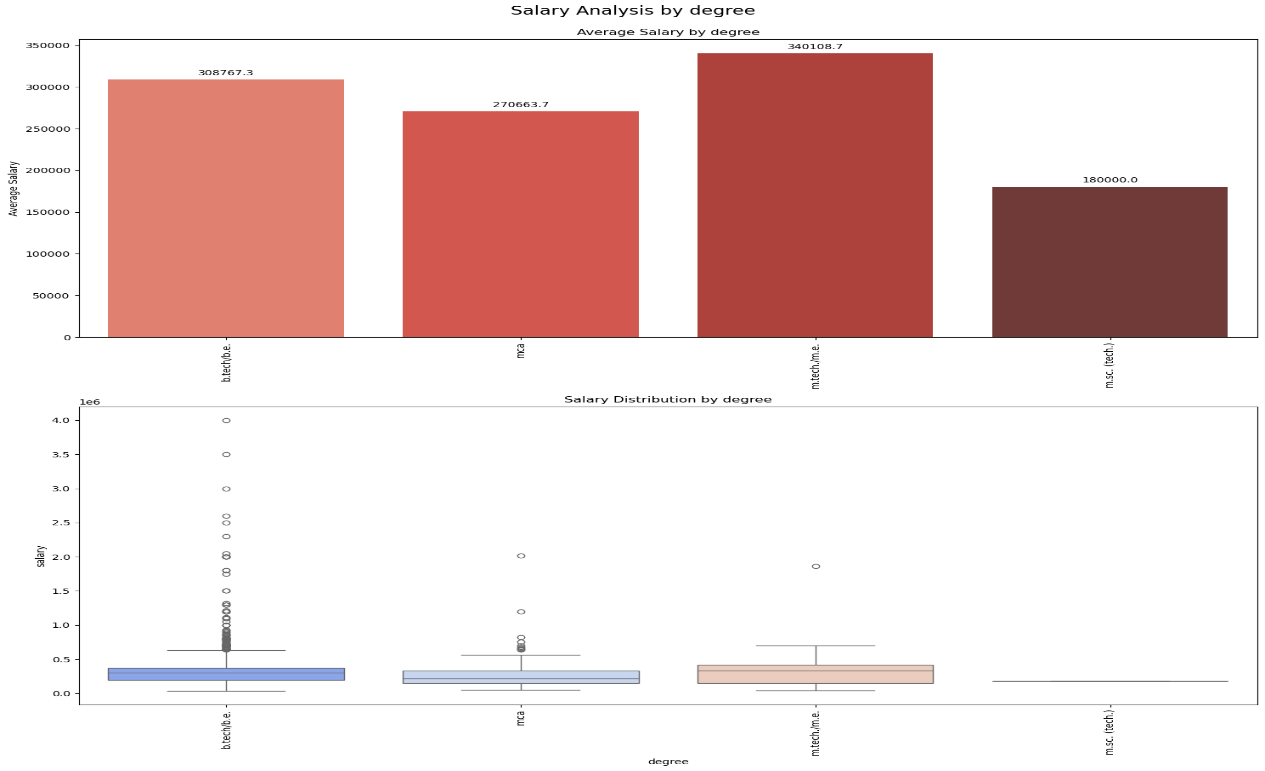 Salary Analysis by degree
Average Salary by degree
350000
300000
250000
200000
150000
100000
50000
0
Average Salary
308767.3
270663.7
340108.7
180000.0
b.tech/b.e.
mca
m.tech./m.e.
m.sc. (tech.)
Salary Distribution by degree
1e6
4.0
3.5
3.0
2.5
2.0
1.5
1.0
0.5
0.0
salary
b.tech/b.e.
mca
m.tech./m.e.
m.sc. (tech.)
degree